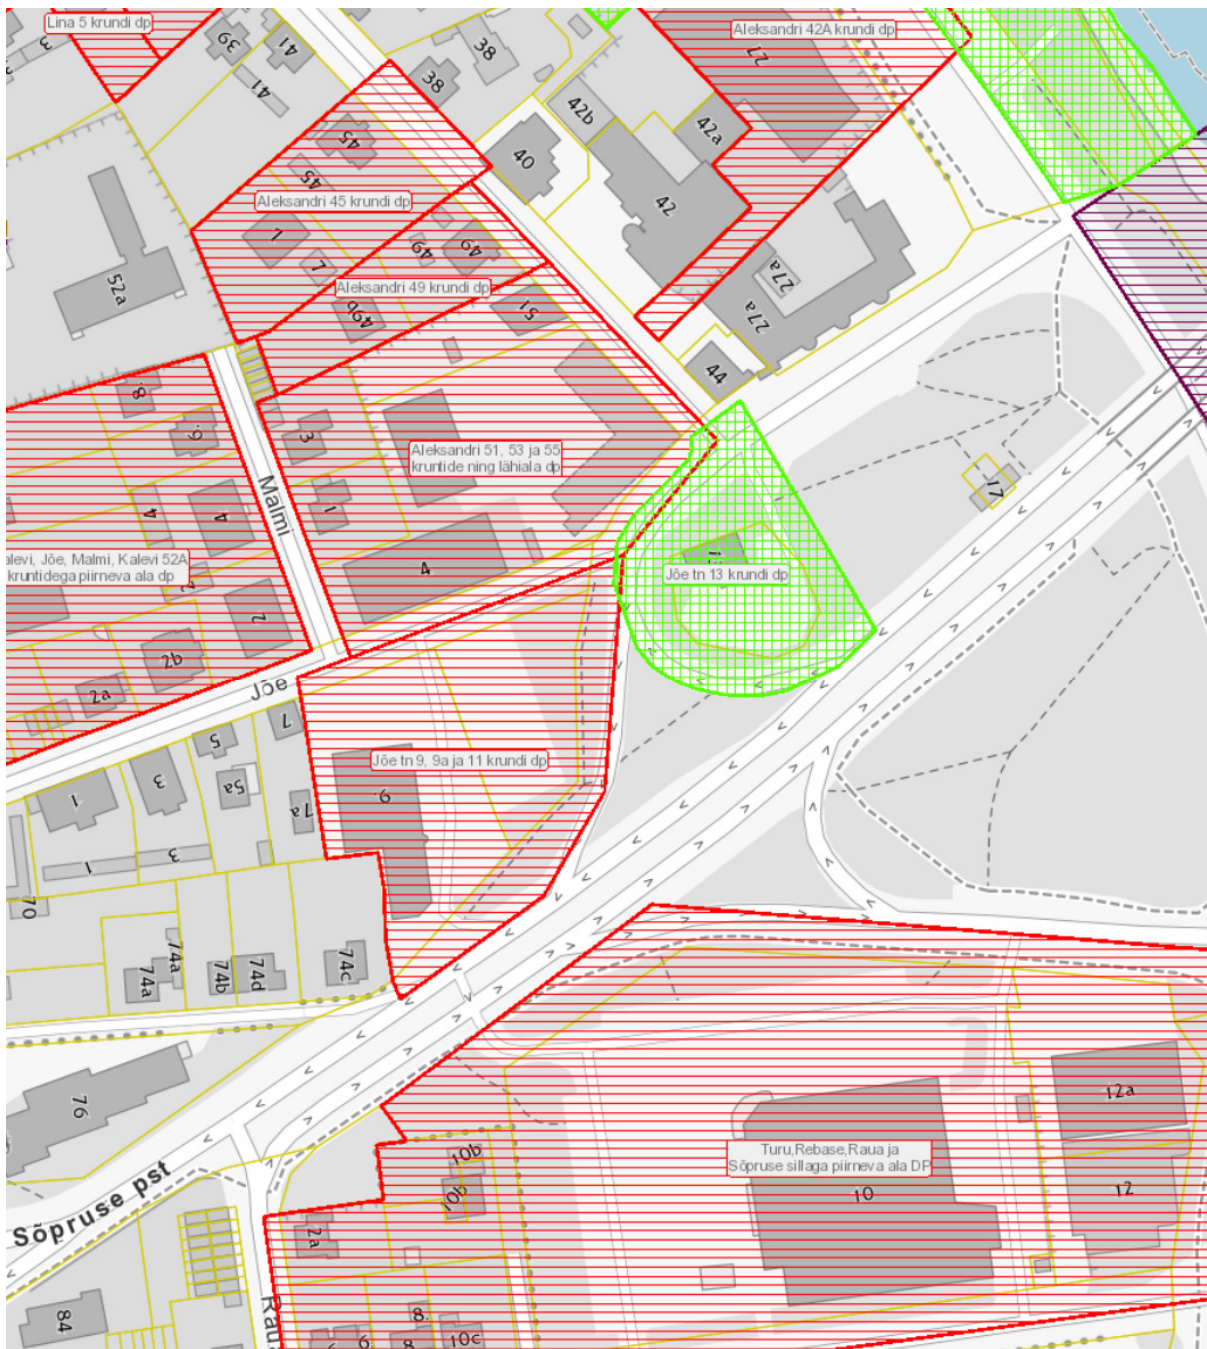 Lina 5 krundi dp
Aleksandri 42A krundi dp
3
39
41
41
38
38
27
42b
42a
40
42
45
45
Aleksandri 45 krundi dp
7
7
49
49
52a
27a
27a
Aleksandri 49 krundi dp
49b
51
44
8
6
3
Aleksandri 51, 53 ja 55
kruntide ning lähiala dp
17
Malmi
4
4
1
alevi, Jõe, Malmi, Kalevi 52A
kruntidega piirneva ala dp
4
Jõe tn 13 krundi dp
2
2
2b
2a
Jõe
7
5
Jõe tn 9, 9a ja 11 krundi dp
3
5a
1
7a
9
3
1
70
74a
74a
74b
74d
74c
76
12a
10b
10b
Turu,Rebase,Raua ja
Sõpruse sillaga piirneva ala DP
10
12
Sõpruse pst
2a
84
Raua
8
6
8
10c